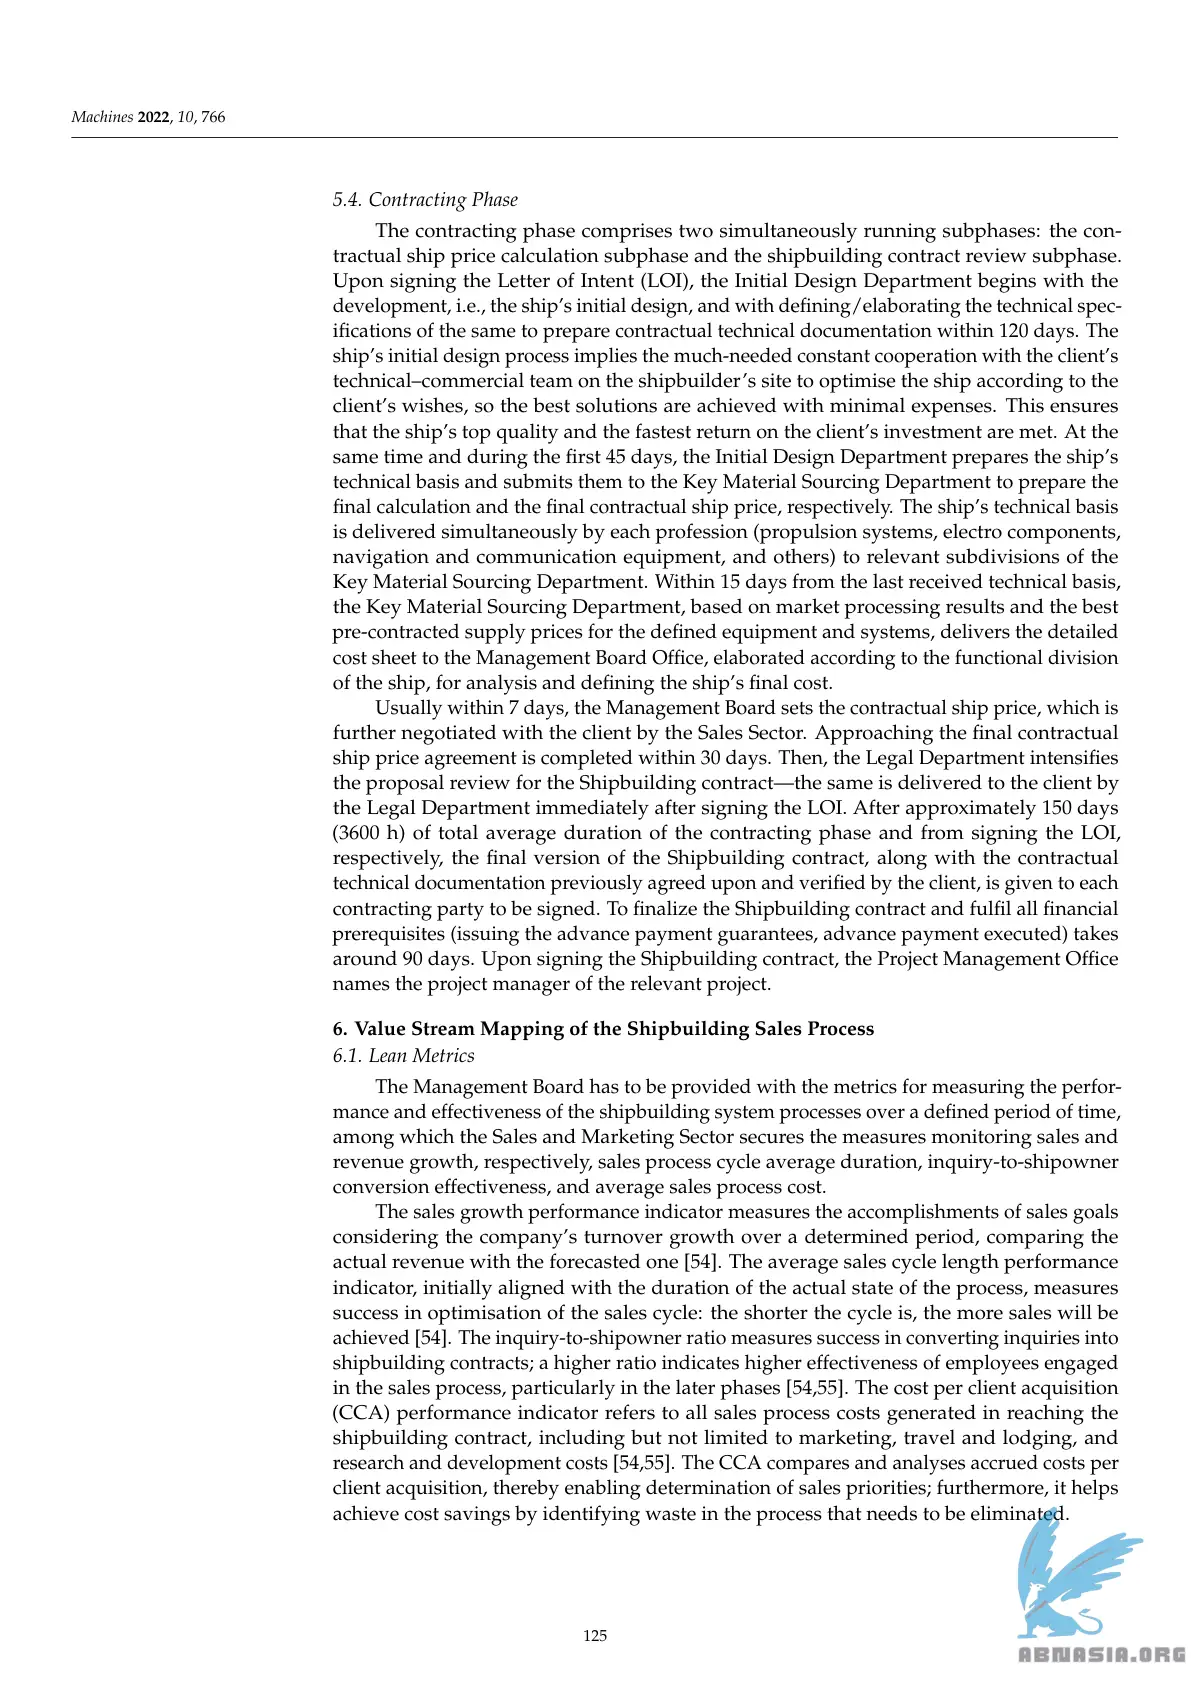 Machines 2022, 10, 766
5.4. Contracting Phase
The contracting phase comprises two simultaneously running subphases: the con-
tractual ship price calculation subphase and the shipbuilding contract review subphase.
Upon signing the Letter of Intent (LOI), the Initial Design Department begins with the
development, i.e., the ship's initial design, and with defining/elaborating the technical spec-
ifications of the same to prepare contractual technical documentation within 120 days. The
ship's initial design process implies the much-needed constant cooperation with the client's
technical–commercial team on the shipbuilder's site to optimise the ship according to the
client's wishes, so the best solutions are achieved with minimal expenses. This ensures
that the ship's top quality and the fastest return on the client's investment are met. At the
same time and during the first 45 days, the Initial Design Department prepares the ship's
technical basis and submits them to the Key Material Sourcing Department to prepare the
final calculation and the final contractual ship price, respectively. The ship's technical basis
is delivered simultaneously by each profession (propulsion systems, electro components,
navigation and communication equipment, and others) to relevant subdivisions of the
Key Material Sourcing Department. Within 15 days from the last received technical basis,
the Key Material Sourcing Department, based on market processing results and the best
pre-contracted supply prices for the defined equipment and systems, delivers the detailed
cost sheet to the Management Board Office, elaborated according to the functional division
of the ship, for analysis and defining the ship's final cost.
Usually within 7 days, the Management Board sets the contractual ship price, which is
further negotiated with the client by the Sales Sector. Approaching the final contractual
ship price agreement is completed within 30 days. Then, the Legal Department intensifies
the proposal review for the Shipbuilding contract—the same is delivered to the client by
the Legal Department immediately after signing the LOI. After approximately 150 days
(3600 h) of total average duration of the contracting phase and from signing the LOI,
respectively, the final version of the Shipbuilding contract, along with the contractual
technical documentation previously agreed upon and verified by the client, is given to each
contracting party to be signed. To finalize the Shipbuilding contract and fulfil all financial
prerequisites (issuing the advance payment guarantees, advance payment executed) takes
around 90 days. Upon signing the Shipbuilding contract, the Project Management Office
names the project manager of the relevant project.
6. Value Stream Mapping of the Shipbuilding Sales Process
6.1. Lean Metrics
The Management Board has to be provided with the metrics for measuring the perfor-
mance and effectiveness of the shipbuilding system processes over a defined period of time,
among which the Sales and Marketing Sector secures the measures monitoring sales and
revenue growth, respectively, sales process cycle average duration, inquiry-to-shipowner
conversion effectiveness, and average sales process cost.
The sales growth performance indicator measures the accomplishments of sales goals
considering the company's turnover growth over a determined period, comparing the
actual revenue with the forecasted one [54]. The average sales cycle length performance
indicator, initially aligned with the duration of the actual state of the process, measures
success in optimisation of the sales cycle: the shorter the cycle is, the more sales will be
achieved [54]. The inquiry-to-shipowner ratio measures success in converting inquiries into
shipbuilding contracts; a higher ratio indicates higher effectiveness of employees engaged
in the sales process, particularly in the later phases [54,55]. The cost per client acquisition
(CCA) performance indicator refers to all sales process costs generated in reaching the
shipbuilding contract, including but not limited to marketing, travel and lodging, and
research and development costs [54,55]. The CCA compares and analyses accrued costs per
client acquisition, thereby enabling determination of sales priorities; furthermore, it helps
achieve cost savings by identifying waste in the process that needs to be eliminated.
125
ABNASIA.ORG